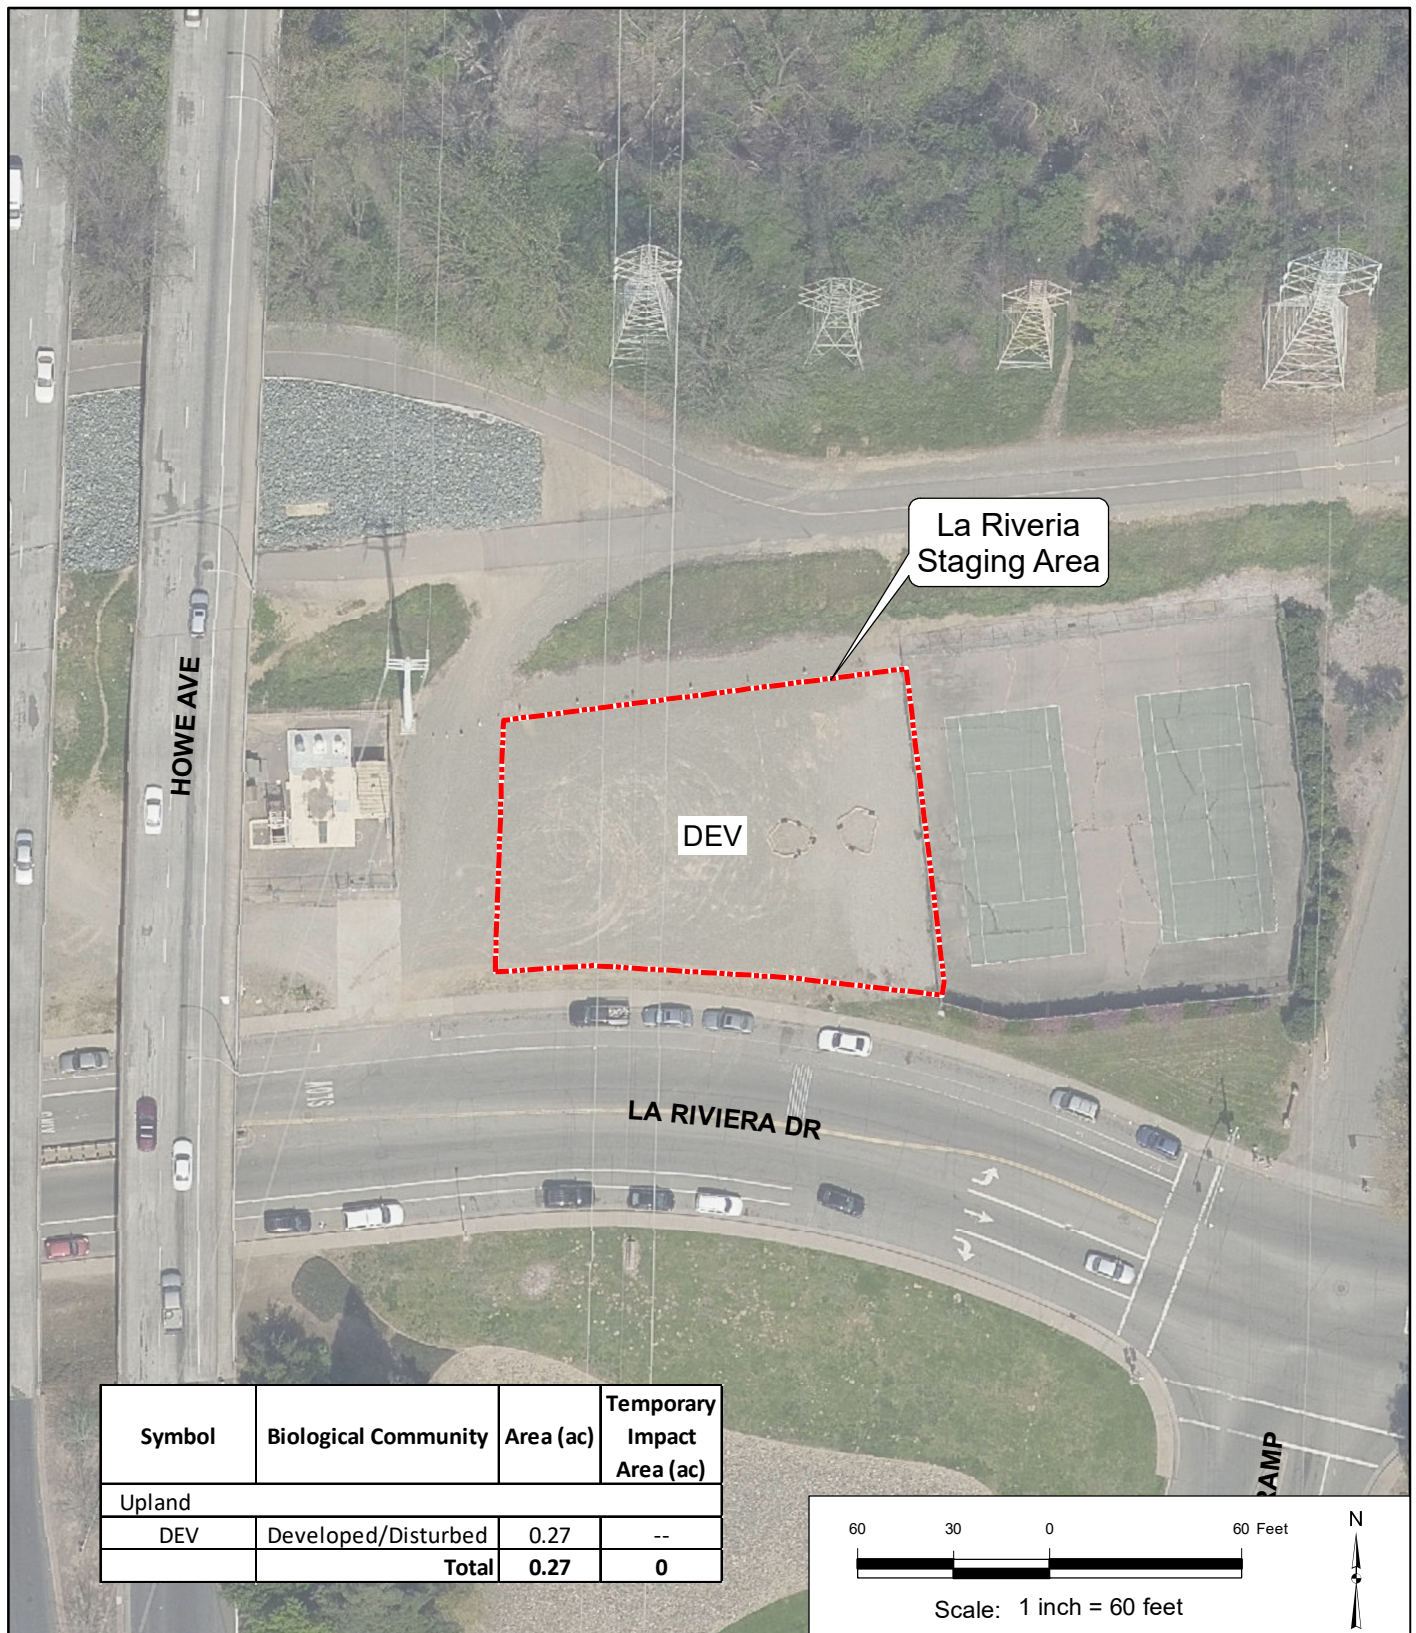 La Riveria
Staging Area
HOWE AVE
DEV
SLOW
LA RIVIERA DR
RAMP
Symbol Biological Community Area (ac) Temporary Impact Area (ac)
Upland
DEV Developed/Disturbed 0.27 --
Total 0.27 0
60 30 0 60 Feet
Scale: 1 inch = 60 feet
N